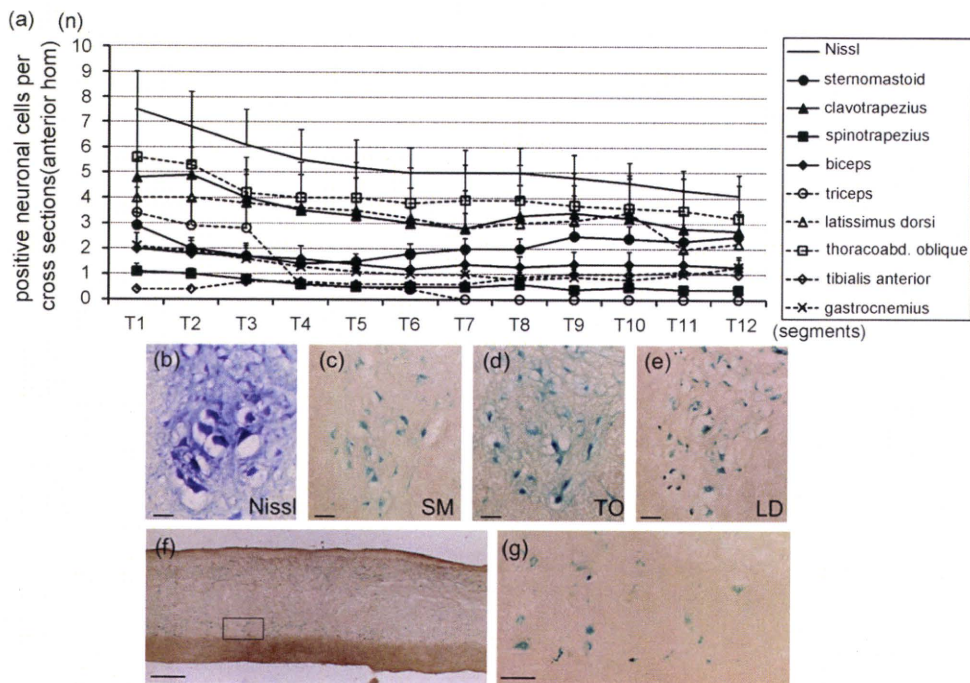 (a) (n)
positive neuronal cells per
cross sections(anterior horn)
10
9
8
7
6
5
4
3
2
1
0
T1 T2 T3 T4 T5 T6 T7 T8 T9 T10 T11 T12
(segments)
Nissl
sternomastoid
clavotrapezius
spinotrapezius
biceps
triceps
latissimus dorsi
thoracoabd. oblique
tibialis anterior
gastrocnemius
(b) Nissl
(c) SM
(d) TO
(e) LD
(f)
(g)